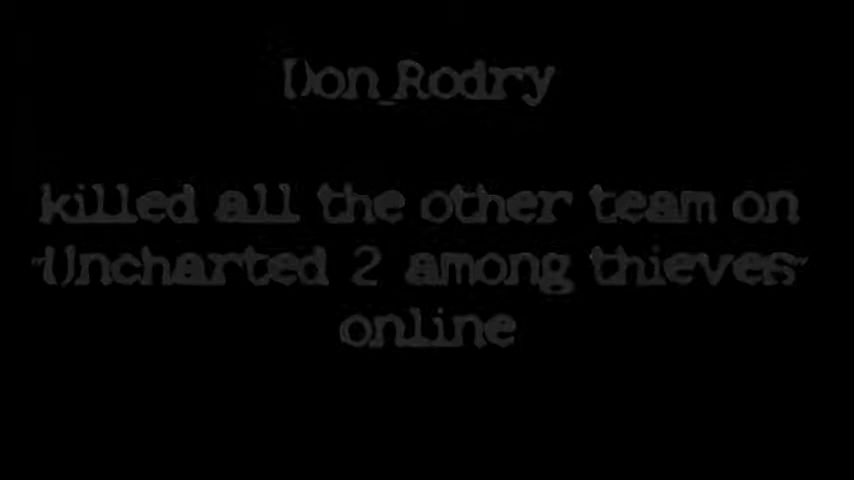 Don_Rodry
killed all the other team on
"Uncharted 2 among thieves"
online